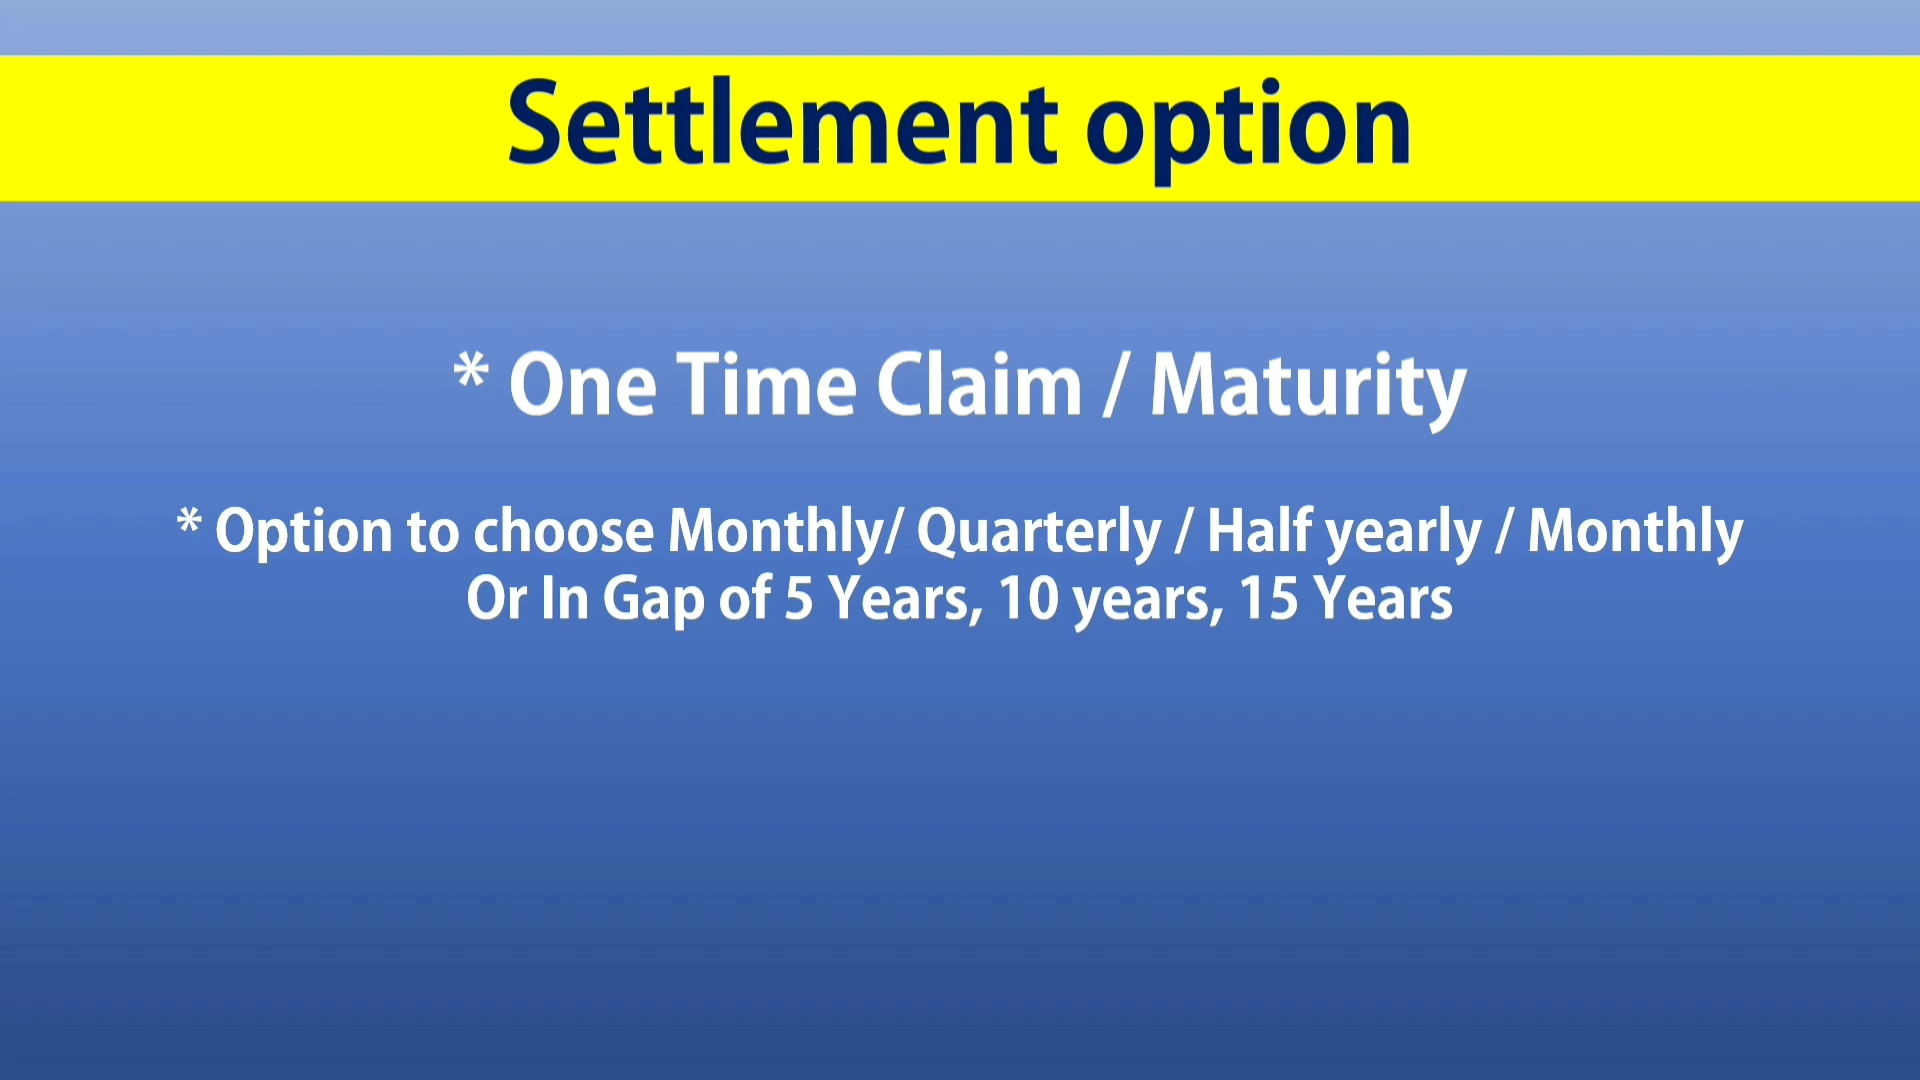 Settlement option
* One Time Claim / Maturity
* Option to choose Monthly/ Quarterly / Half yearly / Monthly
Or In Gap of 5 Years, 10 years, 15 Years